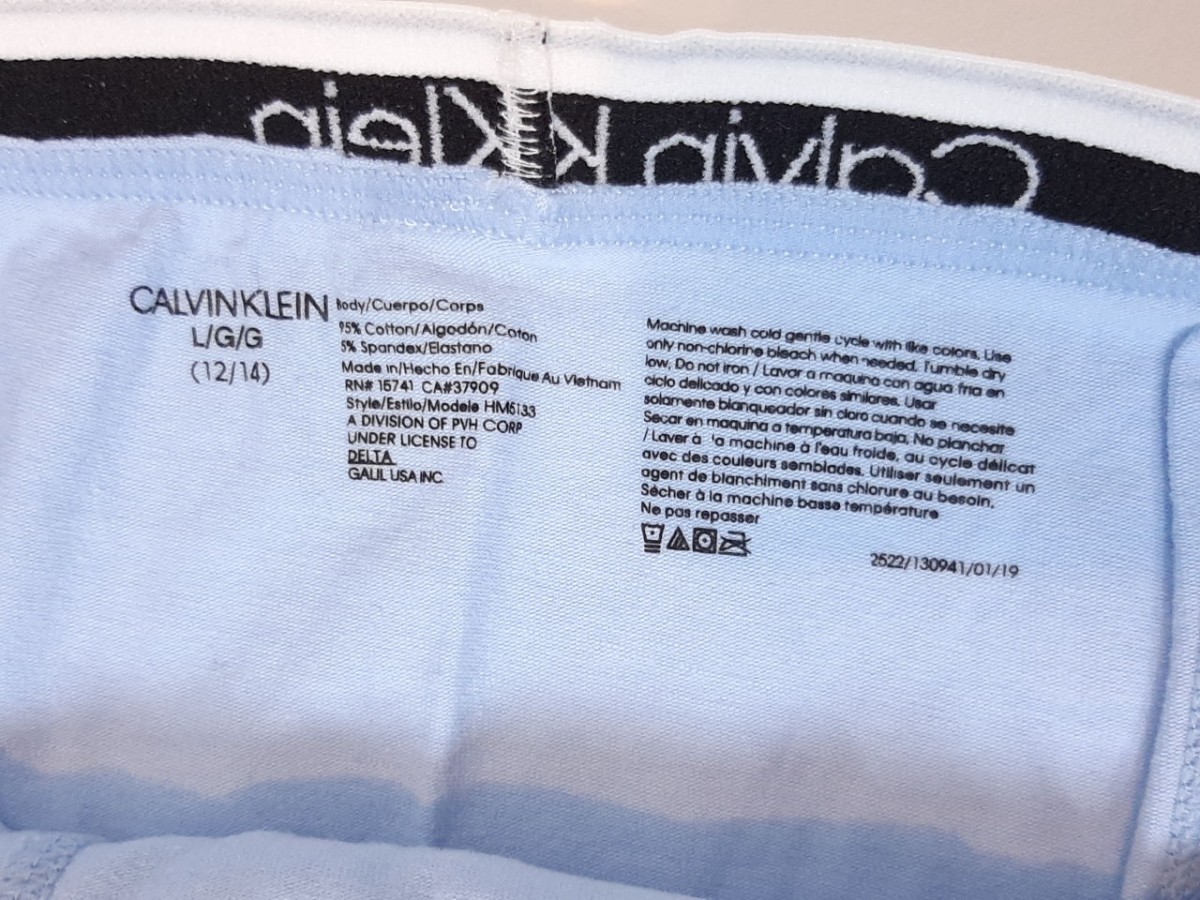 Calvin Klein
CALVIN KLEIN
L/G/G
(12/14)
Body/Cuerpo/Corps
95% Cotton/Algodón/Coton
5% Spandex/Elastano
Made in/Hecho En/Fabrique Au Vietnam
RN# 15741 CA#37909
Style/Estilo/Modele HM6133
A DIVISION OF PVH CORP
UNDER LICENSE TO
DELTA
GALIL USA INC.
Machine wash cold gentle cycle with like colors. Use
only non-chlorine bleach when needed. Tumble dry
low. Do not iron / Lavar a maquina con agua fria en
ciclo delicado y con colores similares. Usar
solamente blanqueador sin cloro cuando se necesite
Secar en maquina a temperatura baja. No planchar
/ Laver à la machine à l'eau froide, au cycle délicat
avec des couleurs semblades. Utiliser seulement un
agent de blanchiment sans chlorure au besoin.
Sécher à la machine basse température
Ne pas repasser
2522/130941/01/19